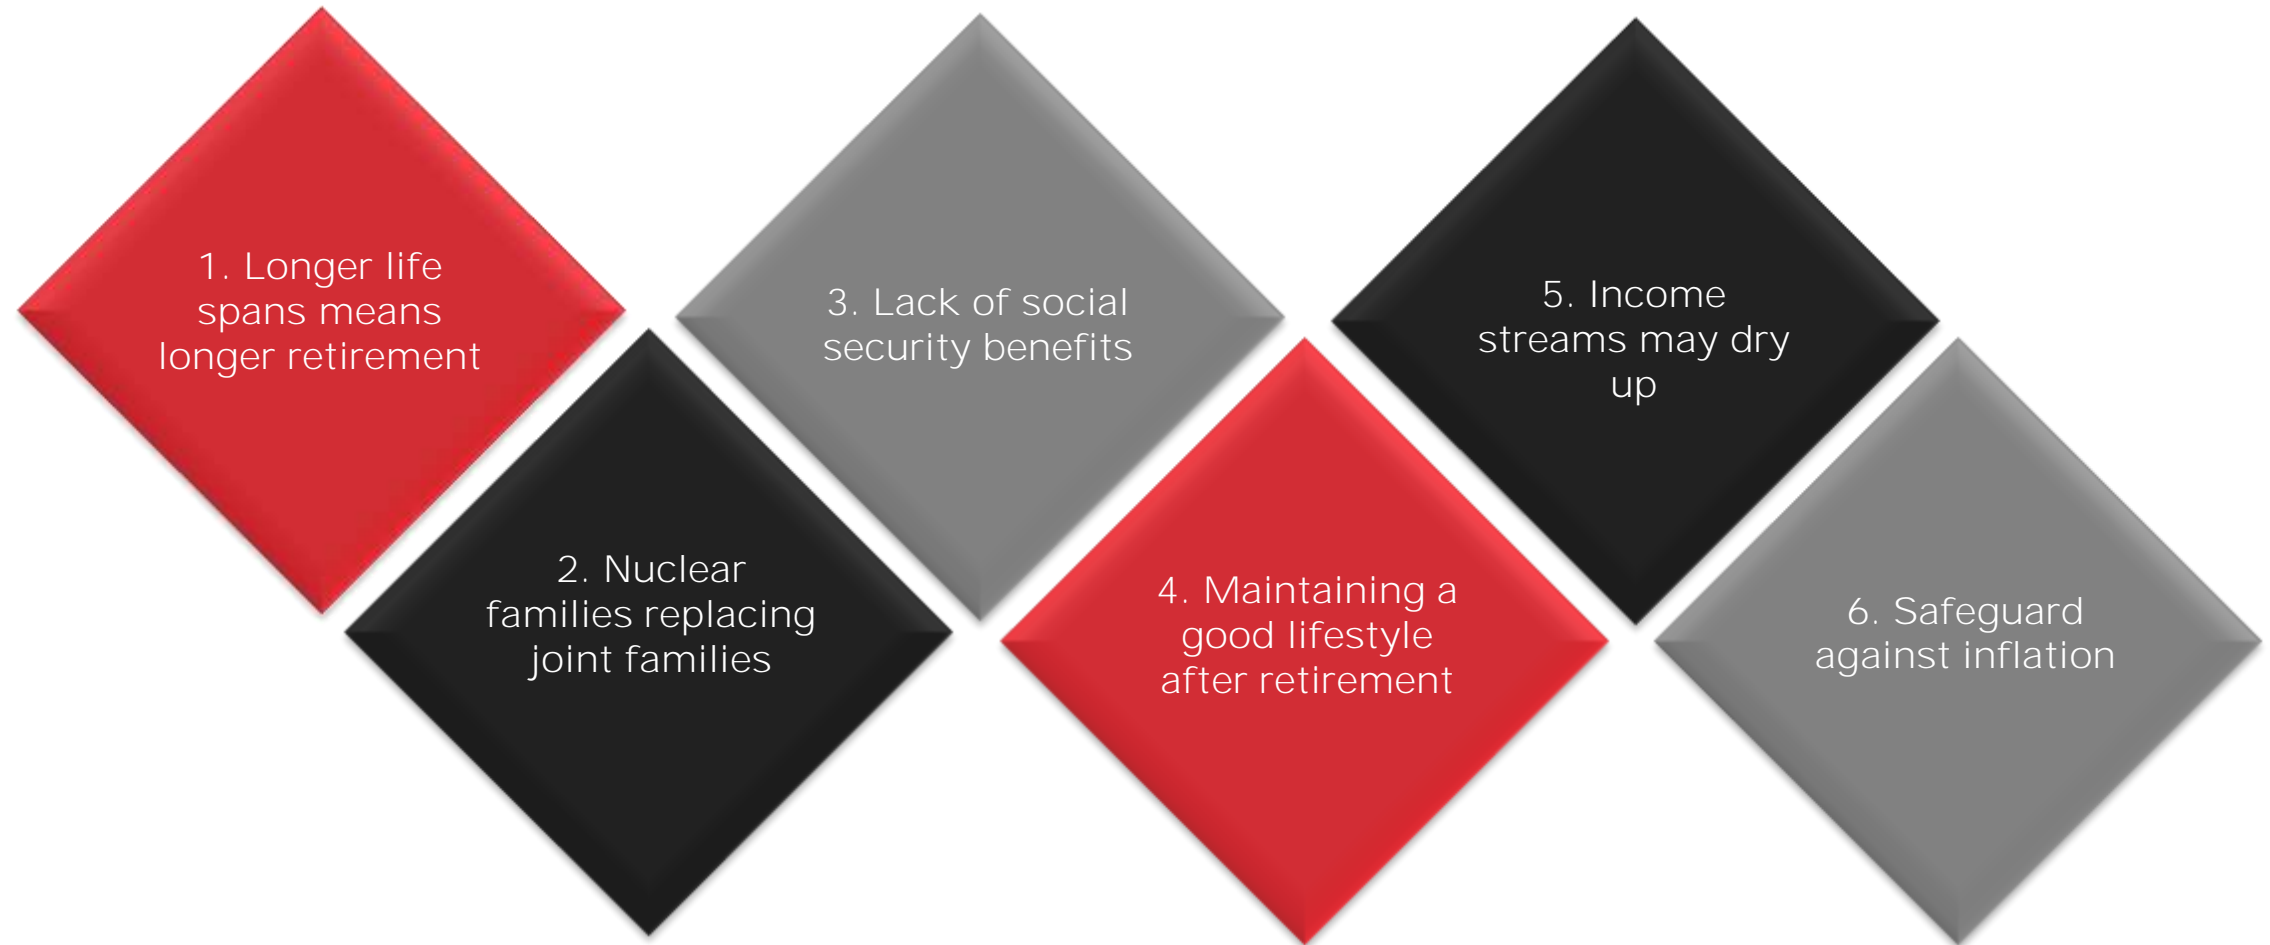 1. Longer life
spans means
longer retirement
2. Nuclear
families replacing
joint families
3. Lack of social
security benefits
4. Maintaining a
good lifestyle
after retirement
5. Income
streams may dry
up
6. Safeguard
against inflation